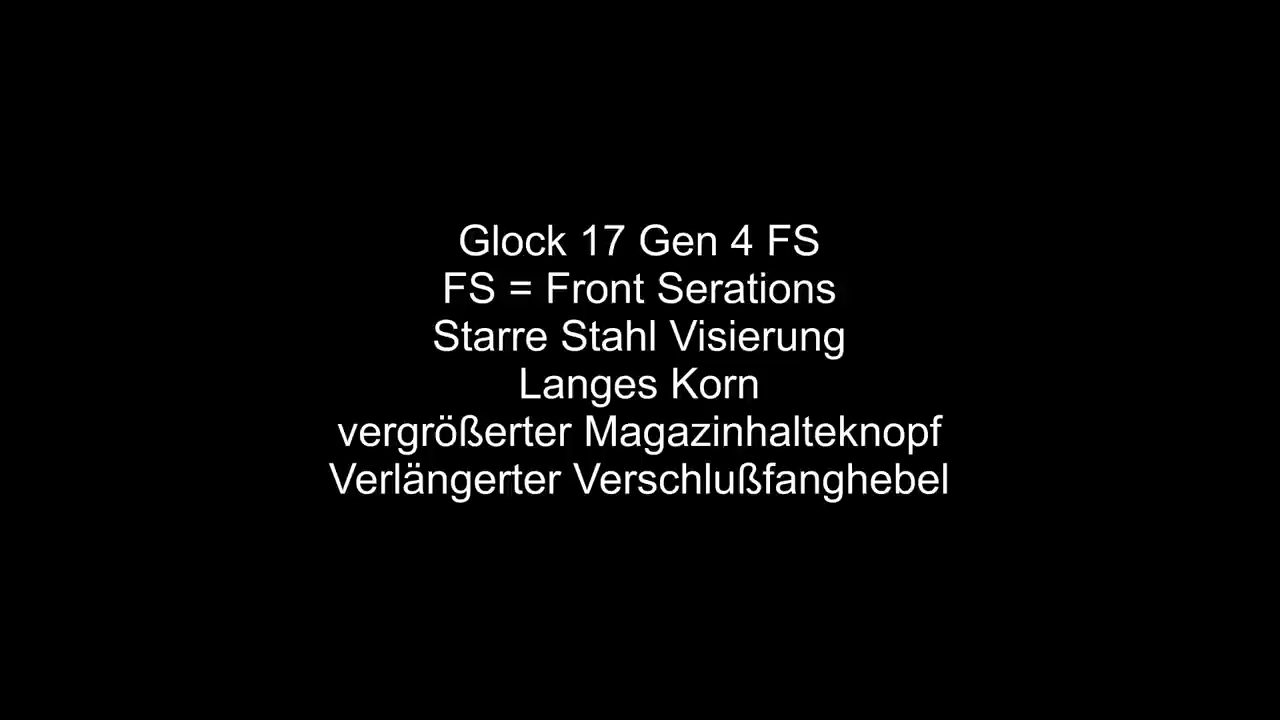 Glock 17 Gen 4 FS
FS = Front Serations
Starre Stahl Visierung
Langes Korn
vergrößerter Magazinhalteknopf
Verlängerter Verschlußfanghebel